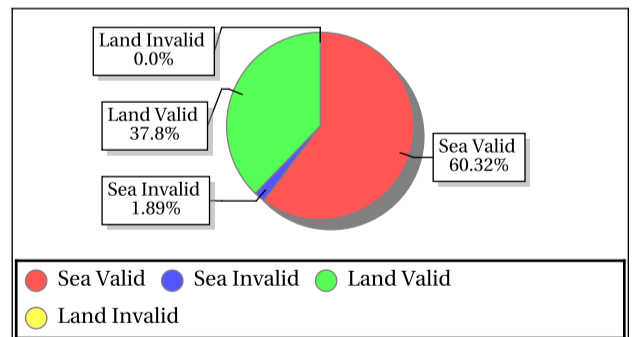 Land Invalid
0.0%
Land Valid
37.8%
Sea Valid
60.32%
Sea Invalid
1.89%
Sea Valid Sea Invalid Land Valid
Land Invalid